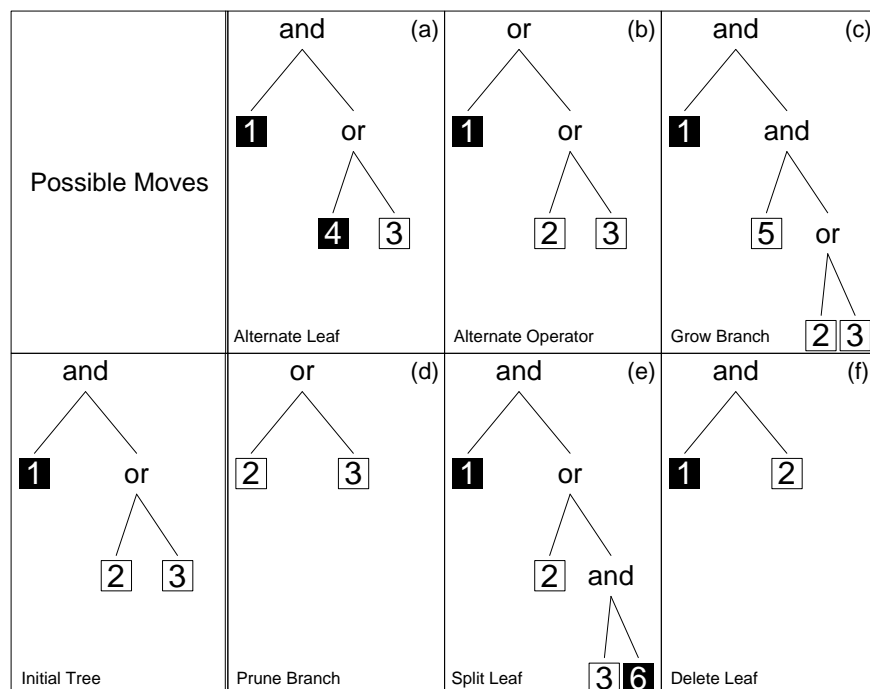 and (a) or (b) and (c)
1 or 1 or 1 and
Possible Moves
4 3 2 3 5 or
2 3
Alternate Leaf Alternate Operator Grow Branch
and or (d) and (e) and (f)
1 or 2 3 1 or 1 2
2 3 2 and
3 6
Initial Tree Prune Branch Split Leaf Delete Leaf